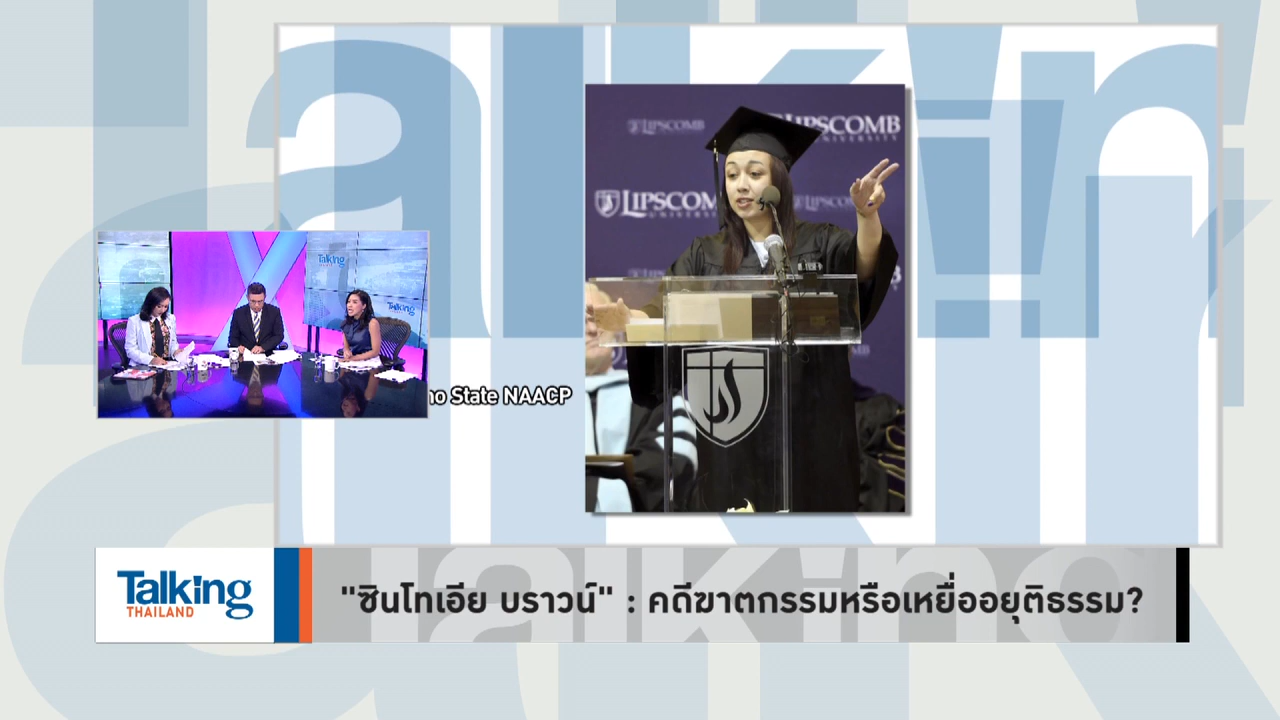 LIPSCOMB
LIPSCOMB
UNIVERSITY
LIPSCOM
LIPSCOMB
Talking
Talking
State NAACP
Talking
THAILAND
"ซินโทเอีย บราวน์" : คดีฆาตกรรมหรือเหยื่ออยุติธรรม?